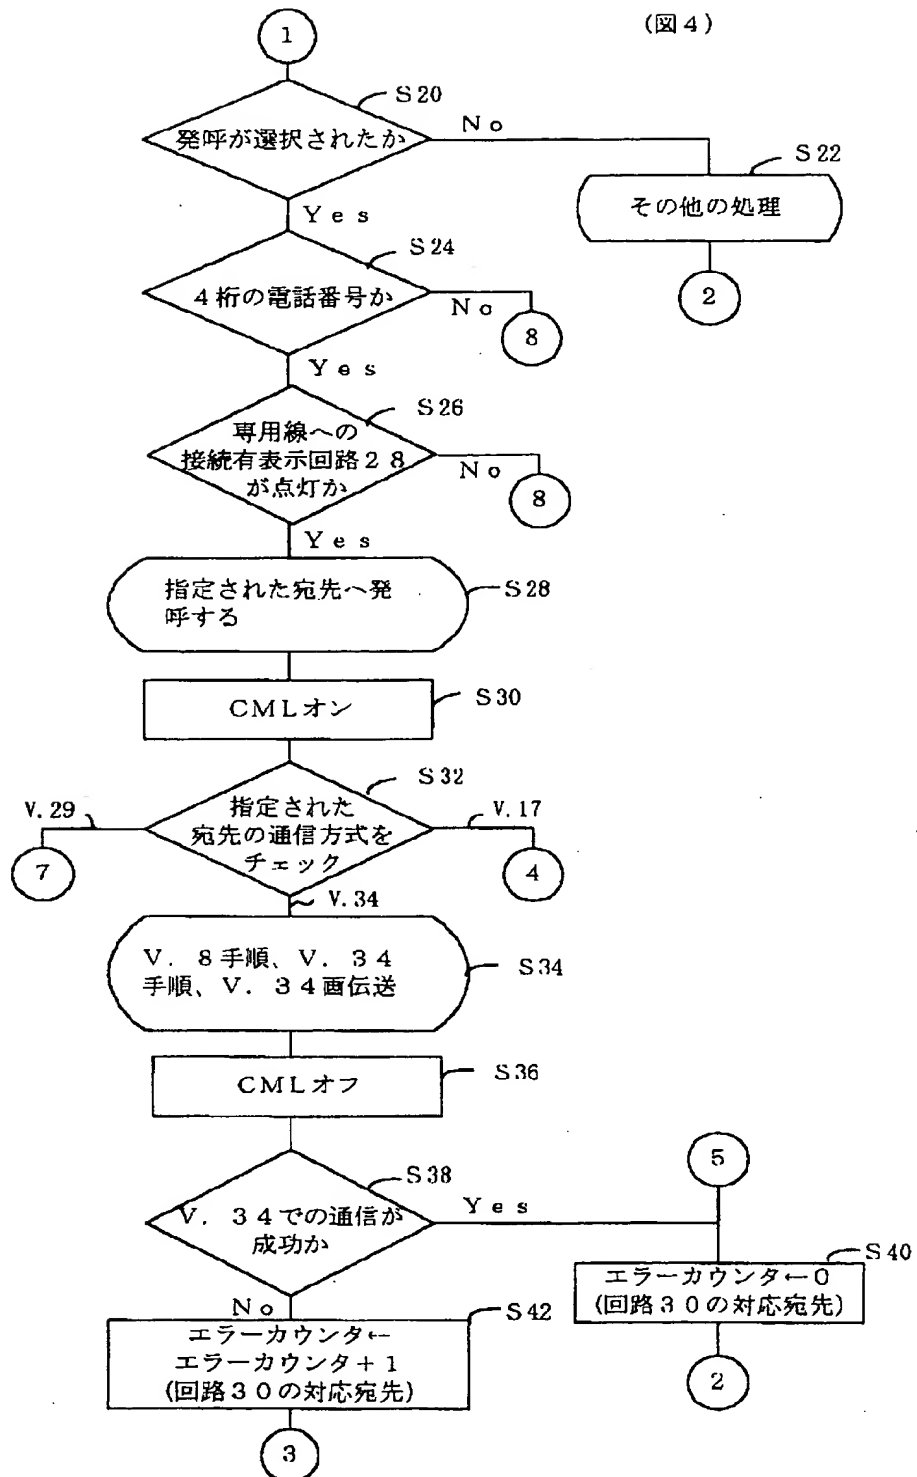 (図4)
1
S20
発呼が選択されたか
No
S22
その他の処理
Yes
2
S24
4桁の電話番号か
No
8
Yes
S26
専用線への
接続有表示回路28
が点灯か
No
8
Yes
S28
指定された宛先へ発
呼する
S30
CMLオン
S32
指定された
宛先の通信方式を
チェック
V.29
V.17
7
4
V.34
S34
V.8手順、V.34
手順、V.34画伝送
S36
CMLオフ
5
S38
V.34での通信が
成功か
Yes
S40
エラーカウンタ←0
(回路30の対応宛先)
No
S42
エラーカウンタ←
エラーカウンタ+1
(回路30の対応宛先)
2
3